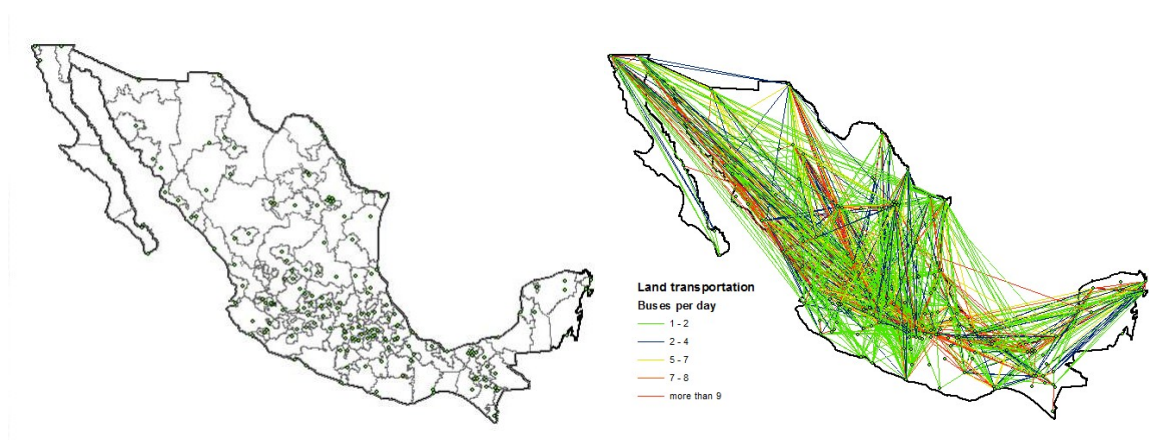 Land transportation
Buses per day
1 - 2
2 - 4
5 - 7
7 - 8
more than 9